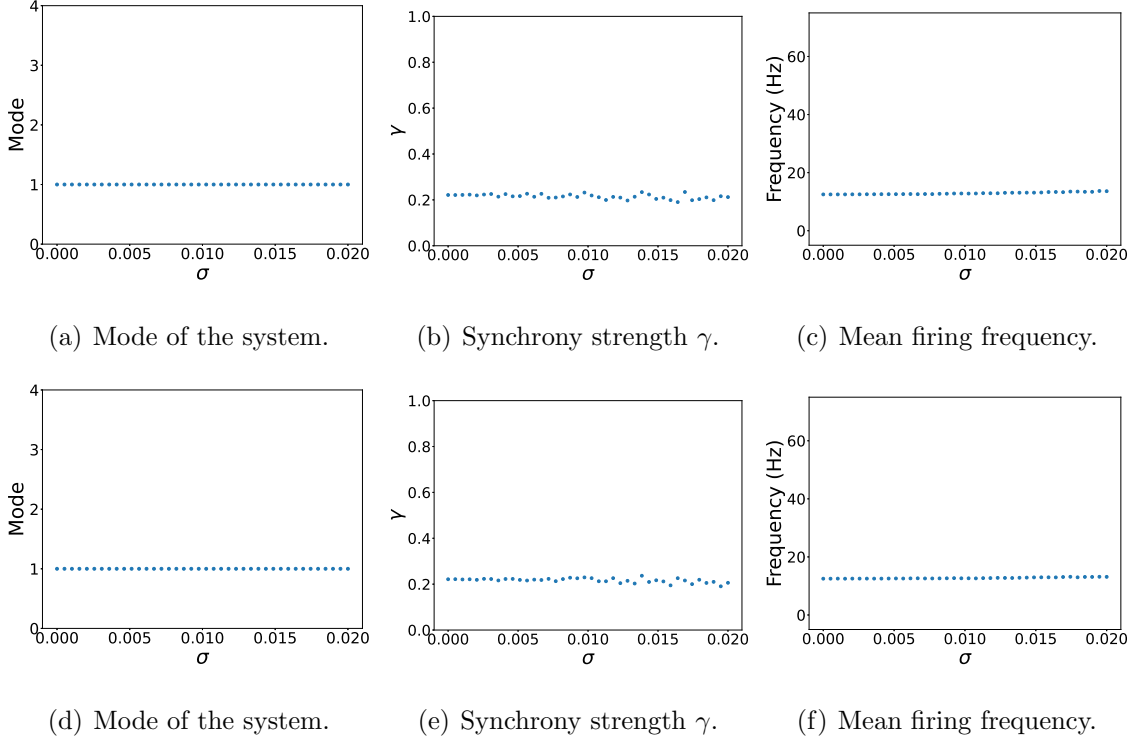 4
3
2
1
0
Mode
0.000 0.005 0.010 0.015 0.020
σ
(a) Mode of the system.
1.0
0.8
0.6
0.4
0.2
0.0
γ
0.000 0.005 0.010 0.015 0.020
σ
(b) Synchrony strength γ.
60
40
20
0
Frequency (Hz)
0.000 0.005 0.010 0.015 0.020
σ
(c) Mean firing frequency.
4
3
2
1
0
Mode
0.000 0.005 0.010 0.015 0.020
σ
(d) Mode of the system.
1.0
0.8
0.6
0.4
0.2
0.0
γ
0.000 0.005 0.010 0.015 0.020
σ
(e) Synchrony strength γ.
60
40
20
0
Frequency (Hz)
0.000 0.005 0.010 0.015 0.020
σ
(f) Mean firing frequency.